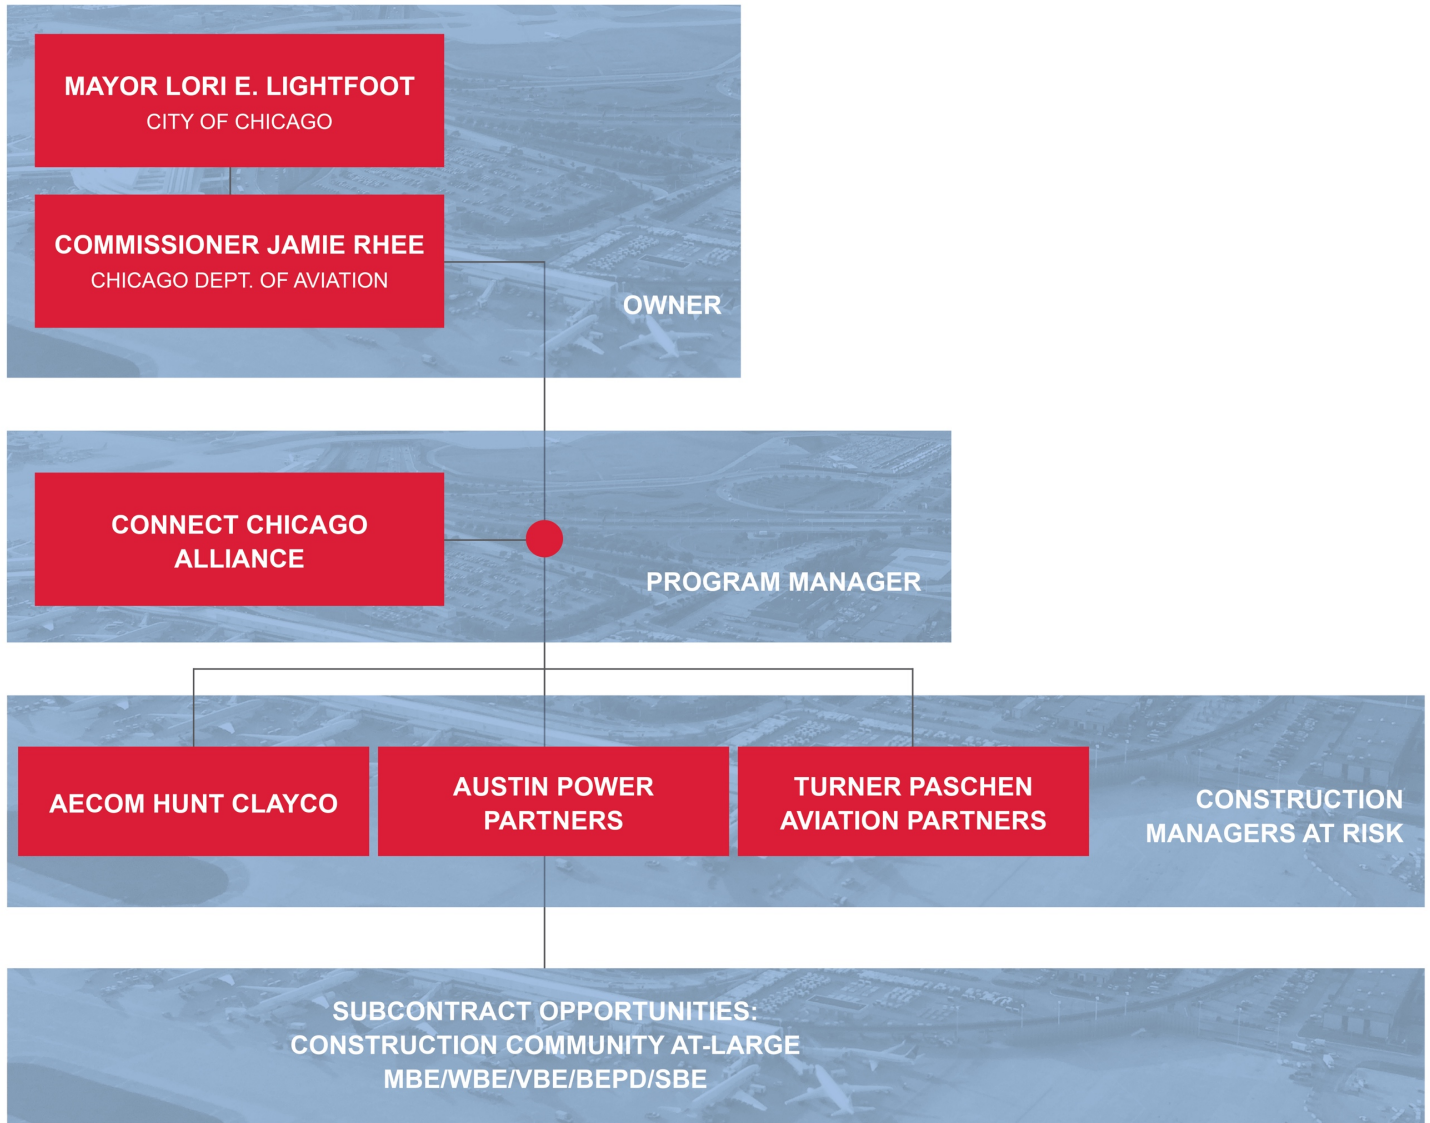 MAYOR LORI E. LIGHTFOOT
CITY OF CHICAGO
COMMISSIONER JAMIE RHEE
CHICAGO DEPT. OF AVIATION
OWNER
CONNECT CHICAGO
ALLIANCE
PROGRAM MANAGER
AECOM HUNT CLAYCO
AUSTIN POWER
PARTNERS
TURNER PASCHEN
AVIATION PARTNERS
CONSTRUCTION
MANAGERS AT RISK
SUBCONTRACT OPPORTUNITIES:
CONSTRUCTION COMMUNITY AT-LARGE
MBE/WBE/VBE/BEPD/SBE